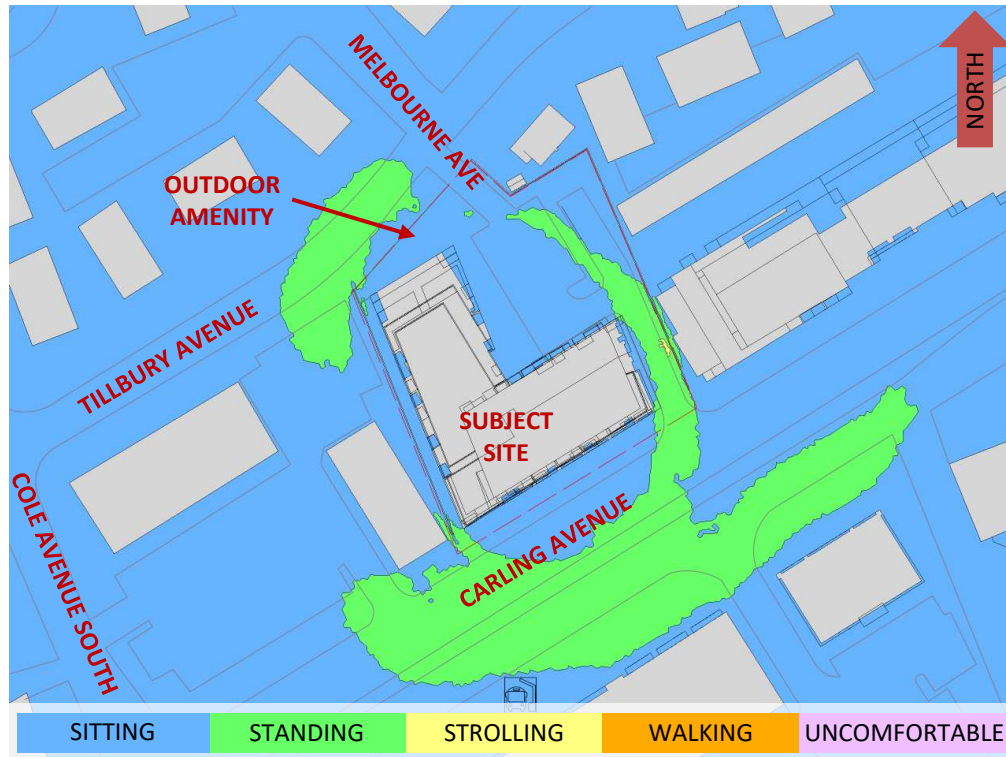 MELBOURNE AVE
NORTH
OUTDOOR
AMENITY
TILLBURY AVENUE
SUBJECT
SITE
COLE AVENUE SOUTH
CARLING AVENUE
SITTING
STANDING
STROLLING
WALKING
UNCOMFORTABLE